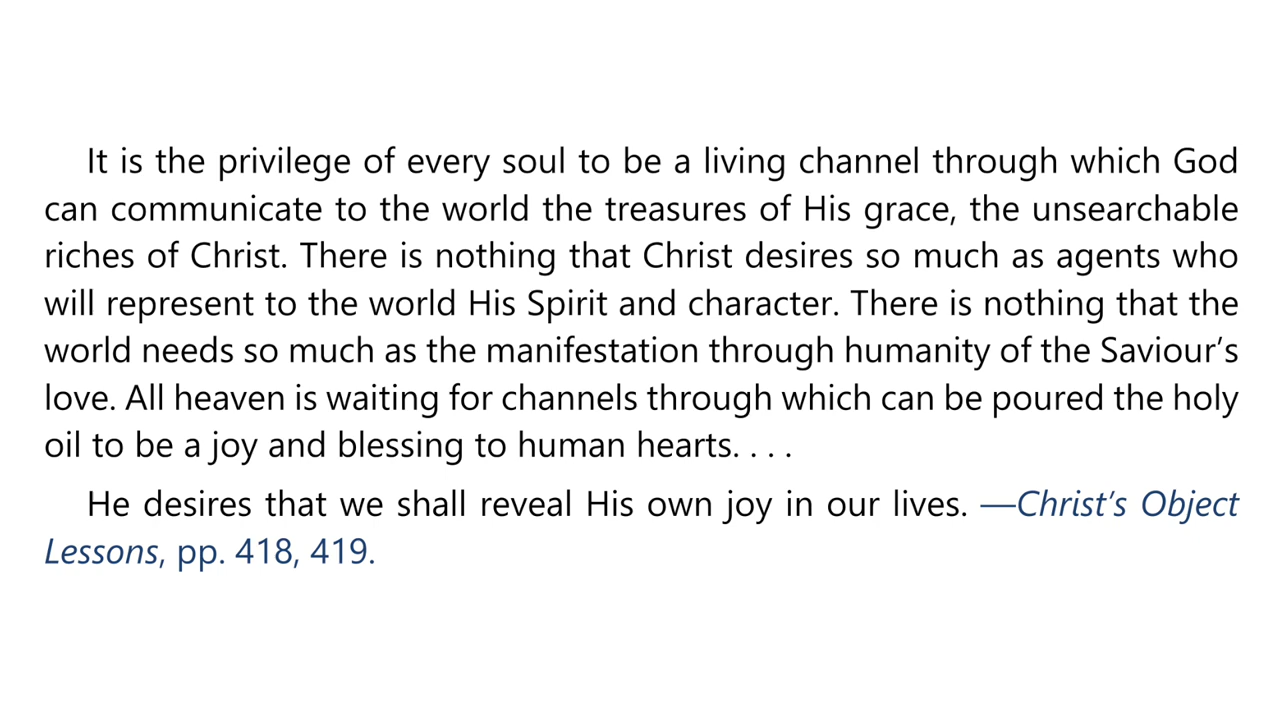 It is the privilege of every soul to be a living channel through which God
can communicate to the world the treasures of His grace, the unsearchable
riches of Christ. There is nothing that Christ desires so much as agents who
will represent to the world His Spirit and character. There is nothing that the
world needs so much as the manifestation through humanity of the Saviour’s
love. All heaven is waiting for channels through which can be poured the holy
oil to be a joy and blessing to human hearts. . . .
He desires that we shall reveal His own joy in our lives. —Christ’s Object
Lessons, pp. 418, 419.